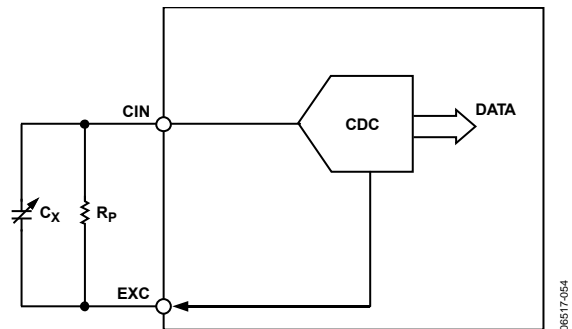 CIN
CDC
DATA
CX
RP
EXC
06517-054